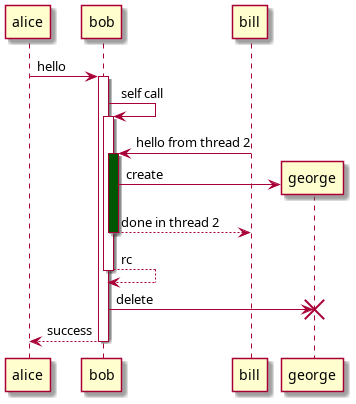 alice
bob
bill
hello
self call
hello from thread 2
create
george
done in thread 2
rc
delete
success
alice
bob
bill
george